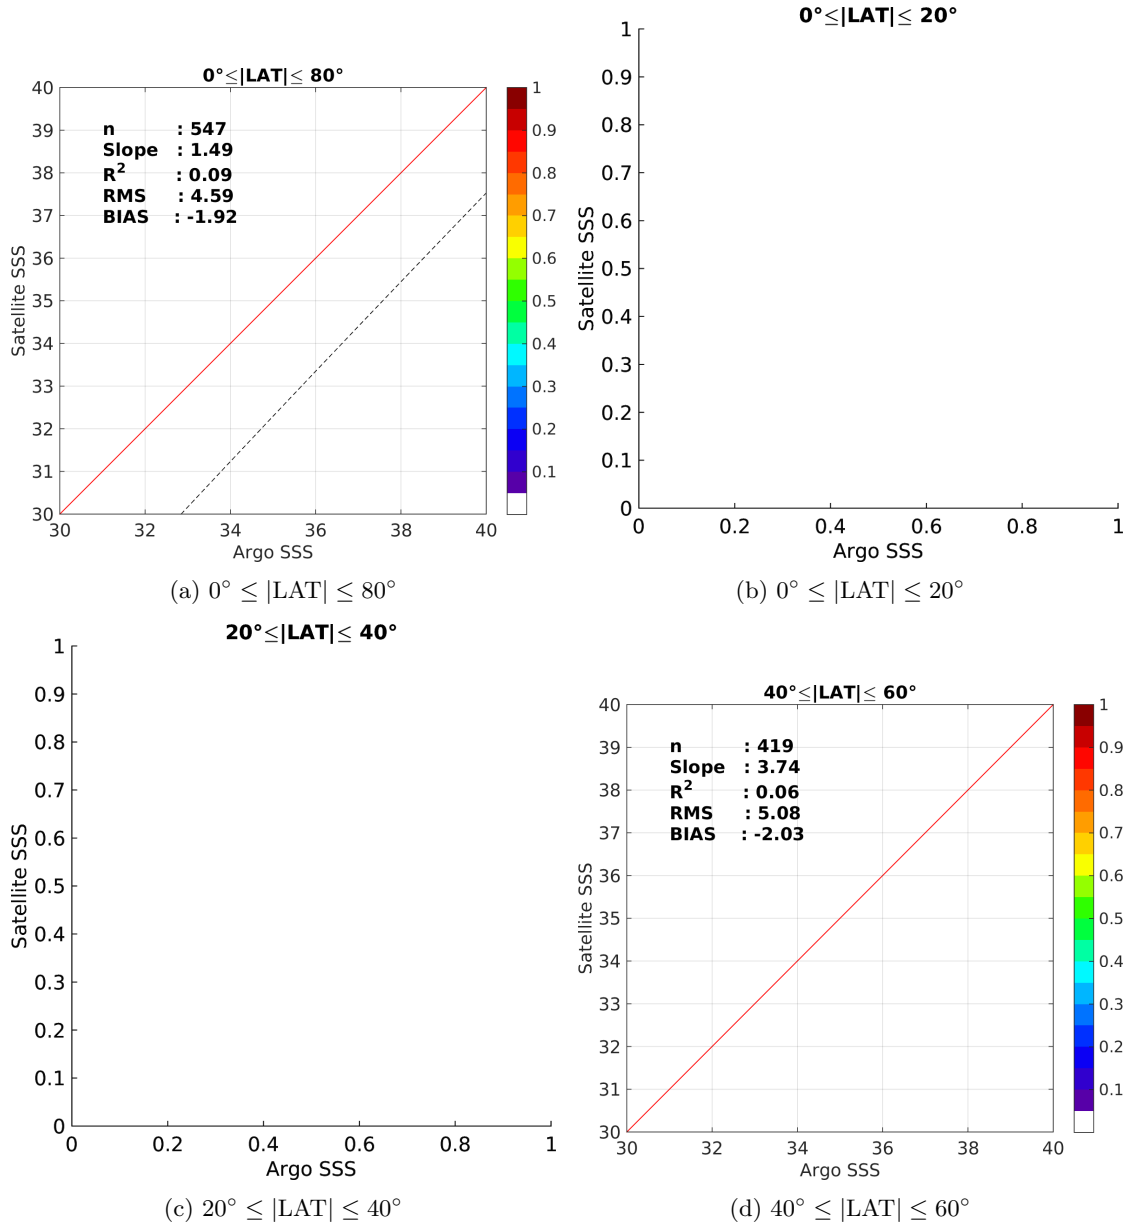 0°≤|LAT|≤ 80°
40
39
38
37
36
35
34
33
32
31
30
30 32 34 36 38 40
Satellite SSS
Argo SSS
n : 547
Slope : 1.49
R² : 0.09
RMS : 4.59
BIAS : -1.92
1
0.9
0.8
0.7
0.6
0.5
0.4
0.3
0.2
0.1
(a) 0° ≤ |LAT| ≤ 80°
0°≤|LAT|≤ 20°
1
0.9
0.8
0.7
0.6
0.5
0.4
0.3
0.2
0.1
0
0 0.2 0.4 0.6 0.8 1
Satellite SSS
Argo SSS
(b) 0° ≤ |LAT| ≤ 20°
20°≤|LAT|≤ 40°
1
0.9
0.8
0.7
0.6
0.5
0.4
0.3
0.2
0.1
0
0 0.2 0.4 0.6 0.8 1
Satellite SSS
Argo SSS
(c) 20° ≤ |LAT| ≤ 40°
40°≤|LAT|≤ 60°
40
39
38
37
36
35
34
33
32
31
30
30 32 34 36 38 40
Satellite SSS
Argo SSS
n : 419
Slope : 3.74
R² : 0.06
RMS : 5.08
BIAS : -2.03
1
0.9
0.8
0.7
0.6
0.5
0.4
0.3
0.2
0.1
(d) 40° ≤ |LAT| ≤ 60°